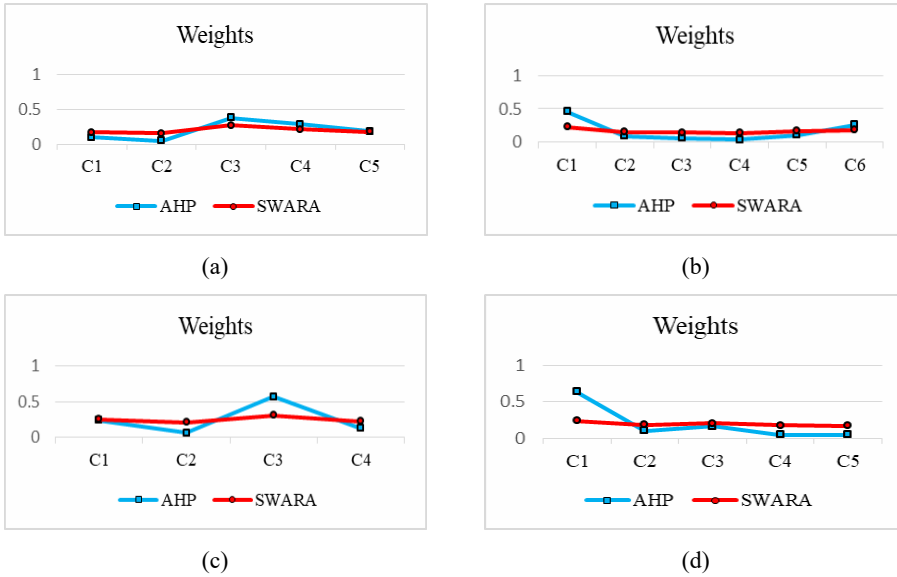 Weights
1
0.5
0
C1 C2 C3 C4 C5
AHP SWARA
(a)
Weights
1
0.5
0
C1 C2 C3 C4 C5 C6
AHP SWARA
(b)
Weights
1
0.5
0
C1 C2 C3 C4
AHP SWARA
(c)
Weights
1
0.5
0
C1 C2 C3 C4 C5
AHP SWARA
(d)